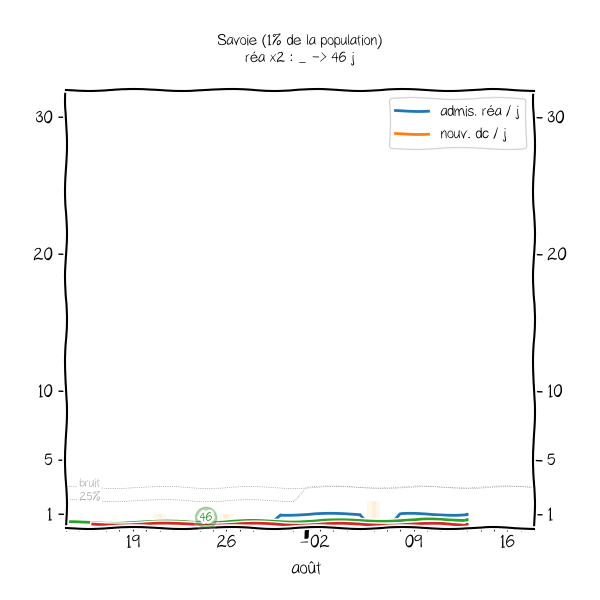 Savoie (1% de la population)
réa x2 : _ -> 46 j
admis. réa / j
nouv. dc / j
30
30
20
20
10
10
5
5
bruit
25%
46
1
1
19
26
02
09
16
août